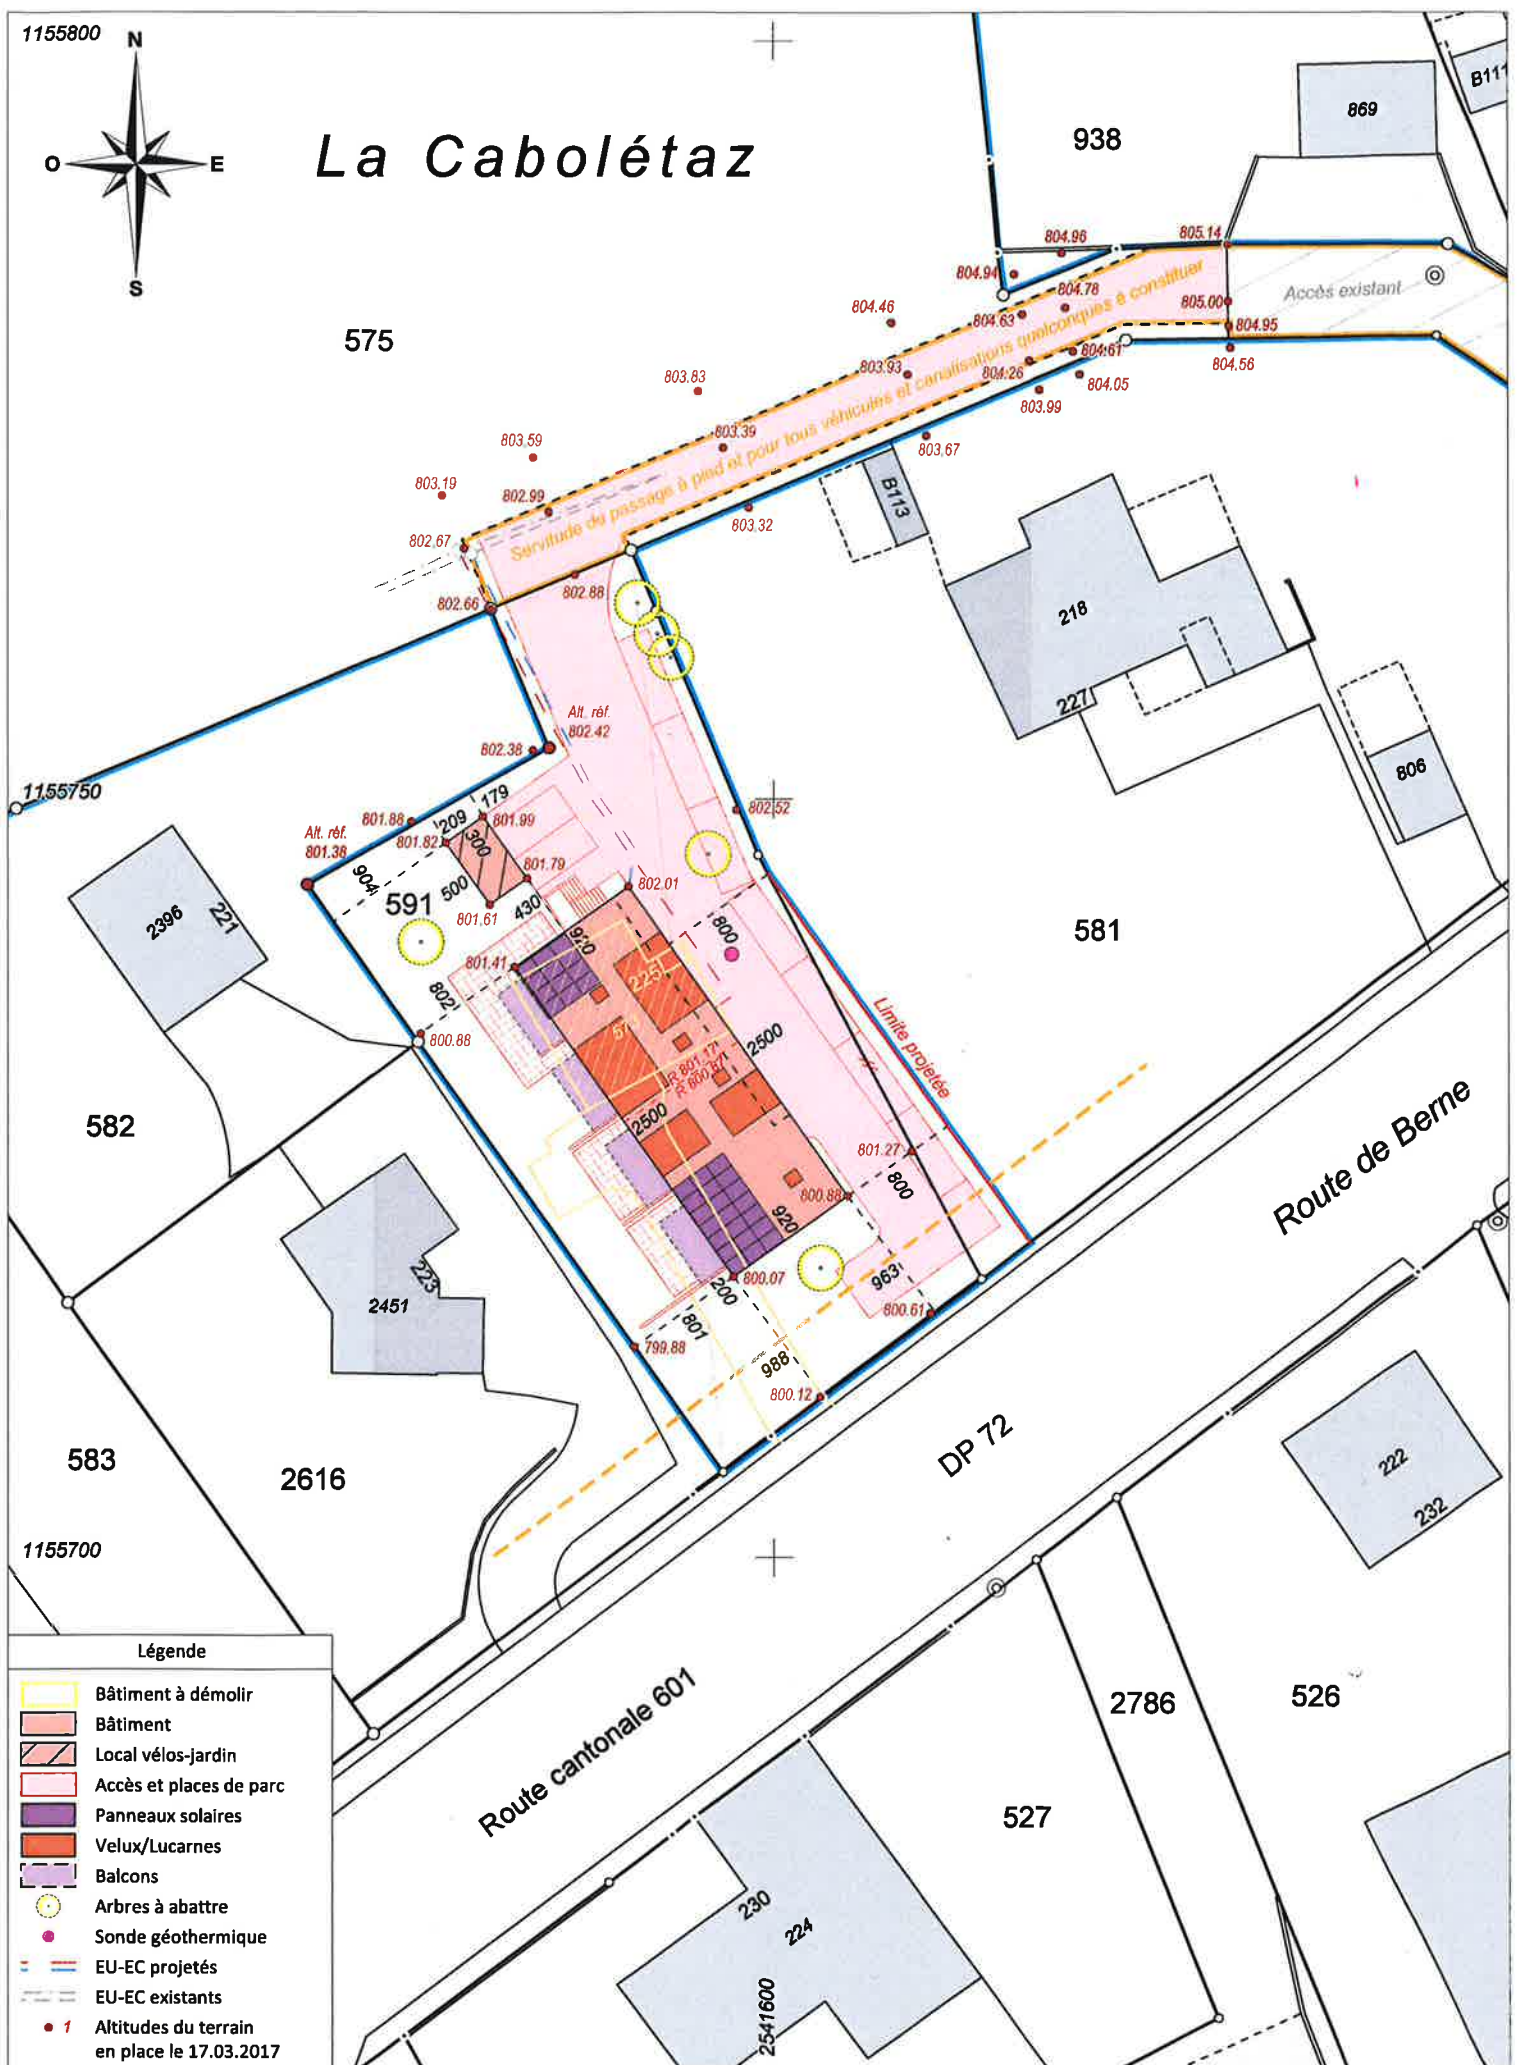 1155800
N
O
E
S
La Cabolétaz
938
869
B111
575
804.96
805.14
804.94
804.78
Accès existant
805.00
804.46
804.63
804.95
803.93
804.26
804.61
804.56
803.83
804.05
803.99
Servitude de passage à pied et pour tous véhicules et canalisations quelconques à constituer
803.39
803.59
803.67
803.19
802.99
B113
803.32
802.67
802.88
802.66
218
227
Alt. réf.
802.42
802.38
806
1155750
179
801.99
802.52
801.88
209
Alt. réf.
801.38
801.82
300
801.79
904
500
802.01
591
801.61
430
2396
221
581
920
800
801.41
225
802
800.88
Limite projetée
2500
R 801.17
R' 800.87
2500
582
801.27
800
800.88
Route de Berne
920
223
2451
963
800.07
200
800.61
801
799.88
988
800.12
DP 72
583
2616
222
232
1155700
Route cantonale 601
2786
526
527
230
224
2541600
Légende
Bâtiment à démolir
Bâtiment
Local vélos-jardin
Accès et places de parc
Panneaux solaires
Velux/Lucarnes
Balcons
Arbres à abattre
Sonde géothermique
EU-EC projetés
EU-EC existants
1 Altitudes du terrain
en place le 17.03.2017